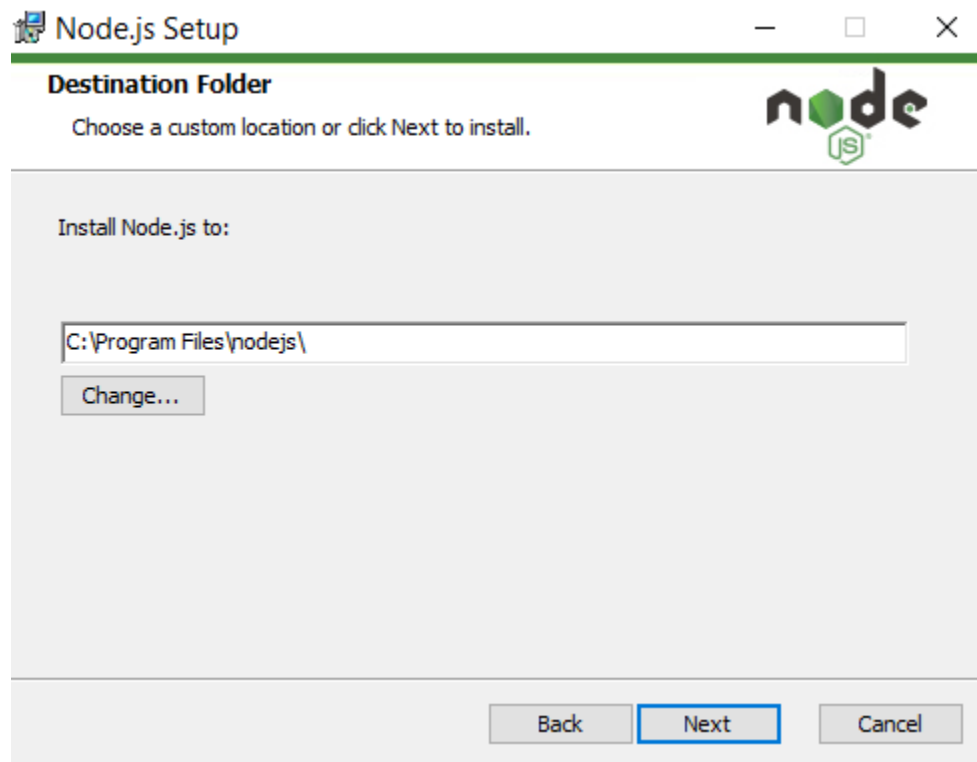 Node.js Setup
Destination Folder
Choose a custom location or click Next to install.
node
JS
Install Node.js to:
C:\Program Files\nodejs\
Change...
Back
Next
Cancel